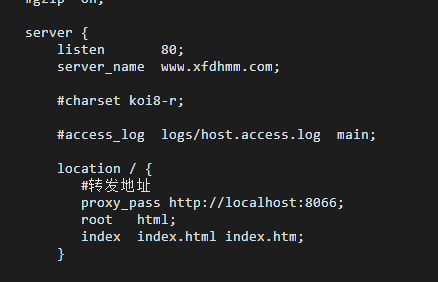 #gzip  on;
server {
listen       80;
server_name  www.xfdhmm.com;
#charset koi8-r;
#access_log  logs/host.access.log  main;
location / {
#转发地址
proxy_pass http://localhost:8066;
root   html;
index  index.html index.htm;
}